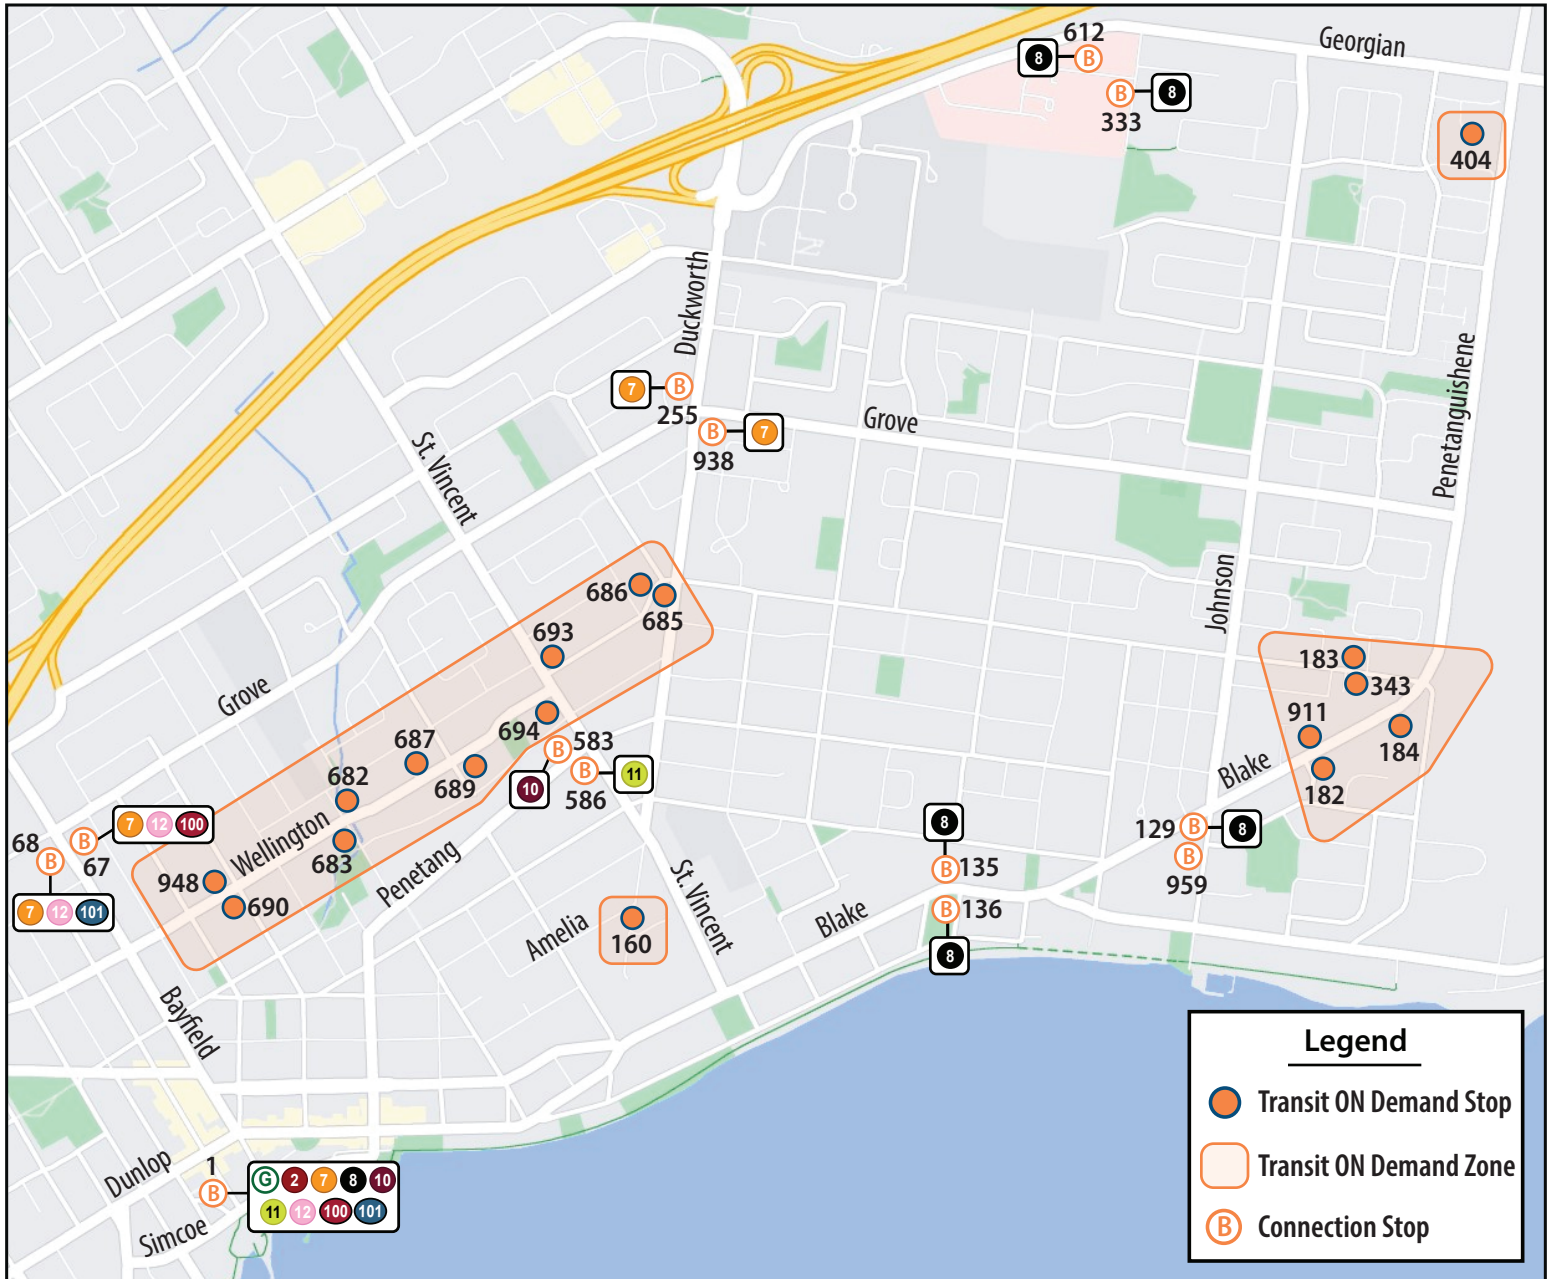 612
Georgian
8
B
B
8
333
404
Duckworth
Penetanguishene
7
B
255
Grove
B
7
938
St. Vincent
Johnson
686
685
693
183
343
Grove
694
911
583
B
184
687
Blake
682
689
10
B
11
586
182
7
12
100
8
68
B
B
67
Wellington
683
129
B
8
Penetang
B
135
B
959
948
690
7
12
101
St. Vincent
Amelia
160
Blake
B
136
8
Bayfield
Legend
Transit ON Demand Stop
Transit ON Demand Zone
B
Connection Stop
Dunlop
1
B
G
2
7
8
10
11
12
100
101
Simcoe